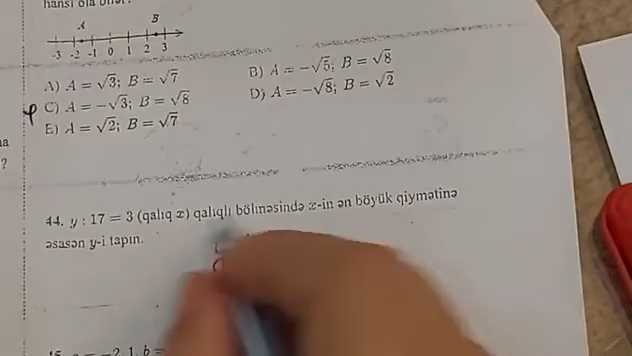 hansı ola bilər?
A B
-3 -2 -1 0 1 2 3
A) A = √3; B = √7
B) A = -√5; B = √8
C) A = -√3; B = √8
D) A = -√8; B = √2
E) A = √2; B = √7
?
44. y : 17 = 3 (qalıq x) qalıqlı bölməsində x-in ən böyük qiymətinə
əsasən y-i tapın.